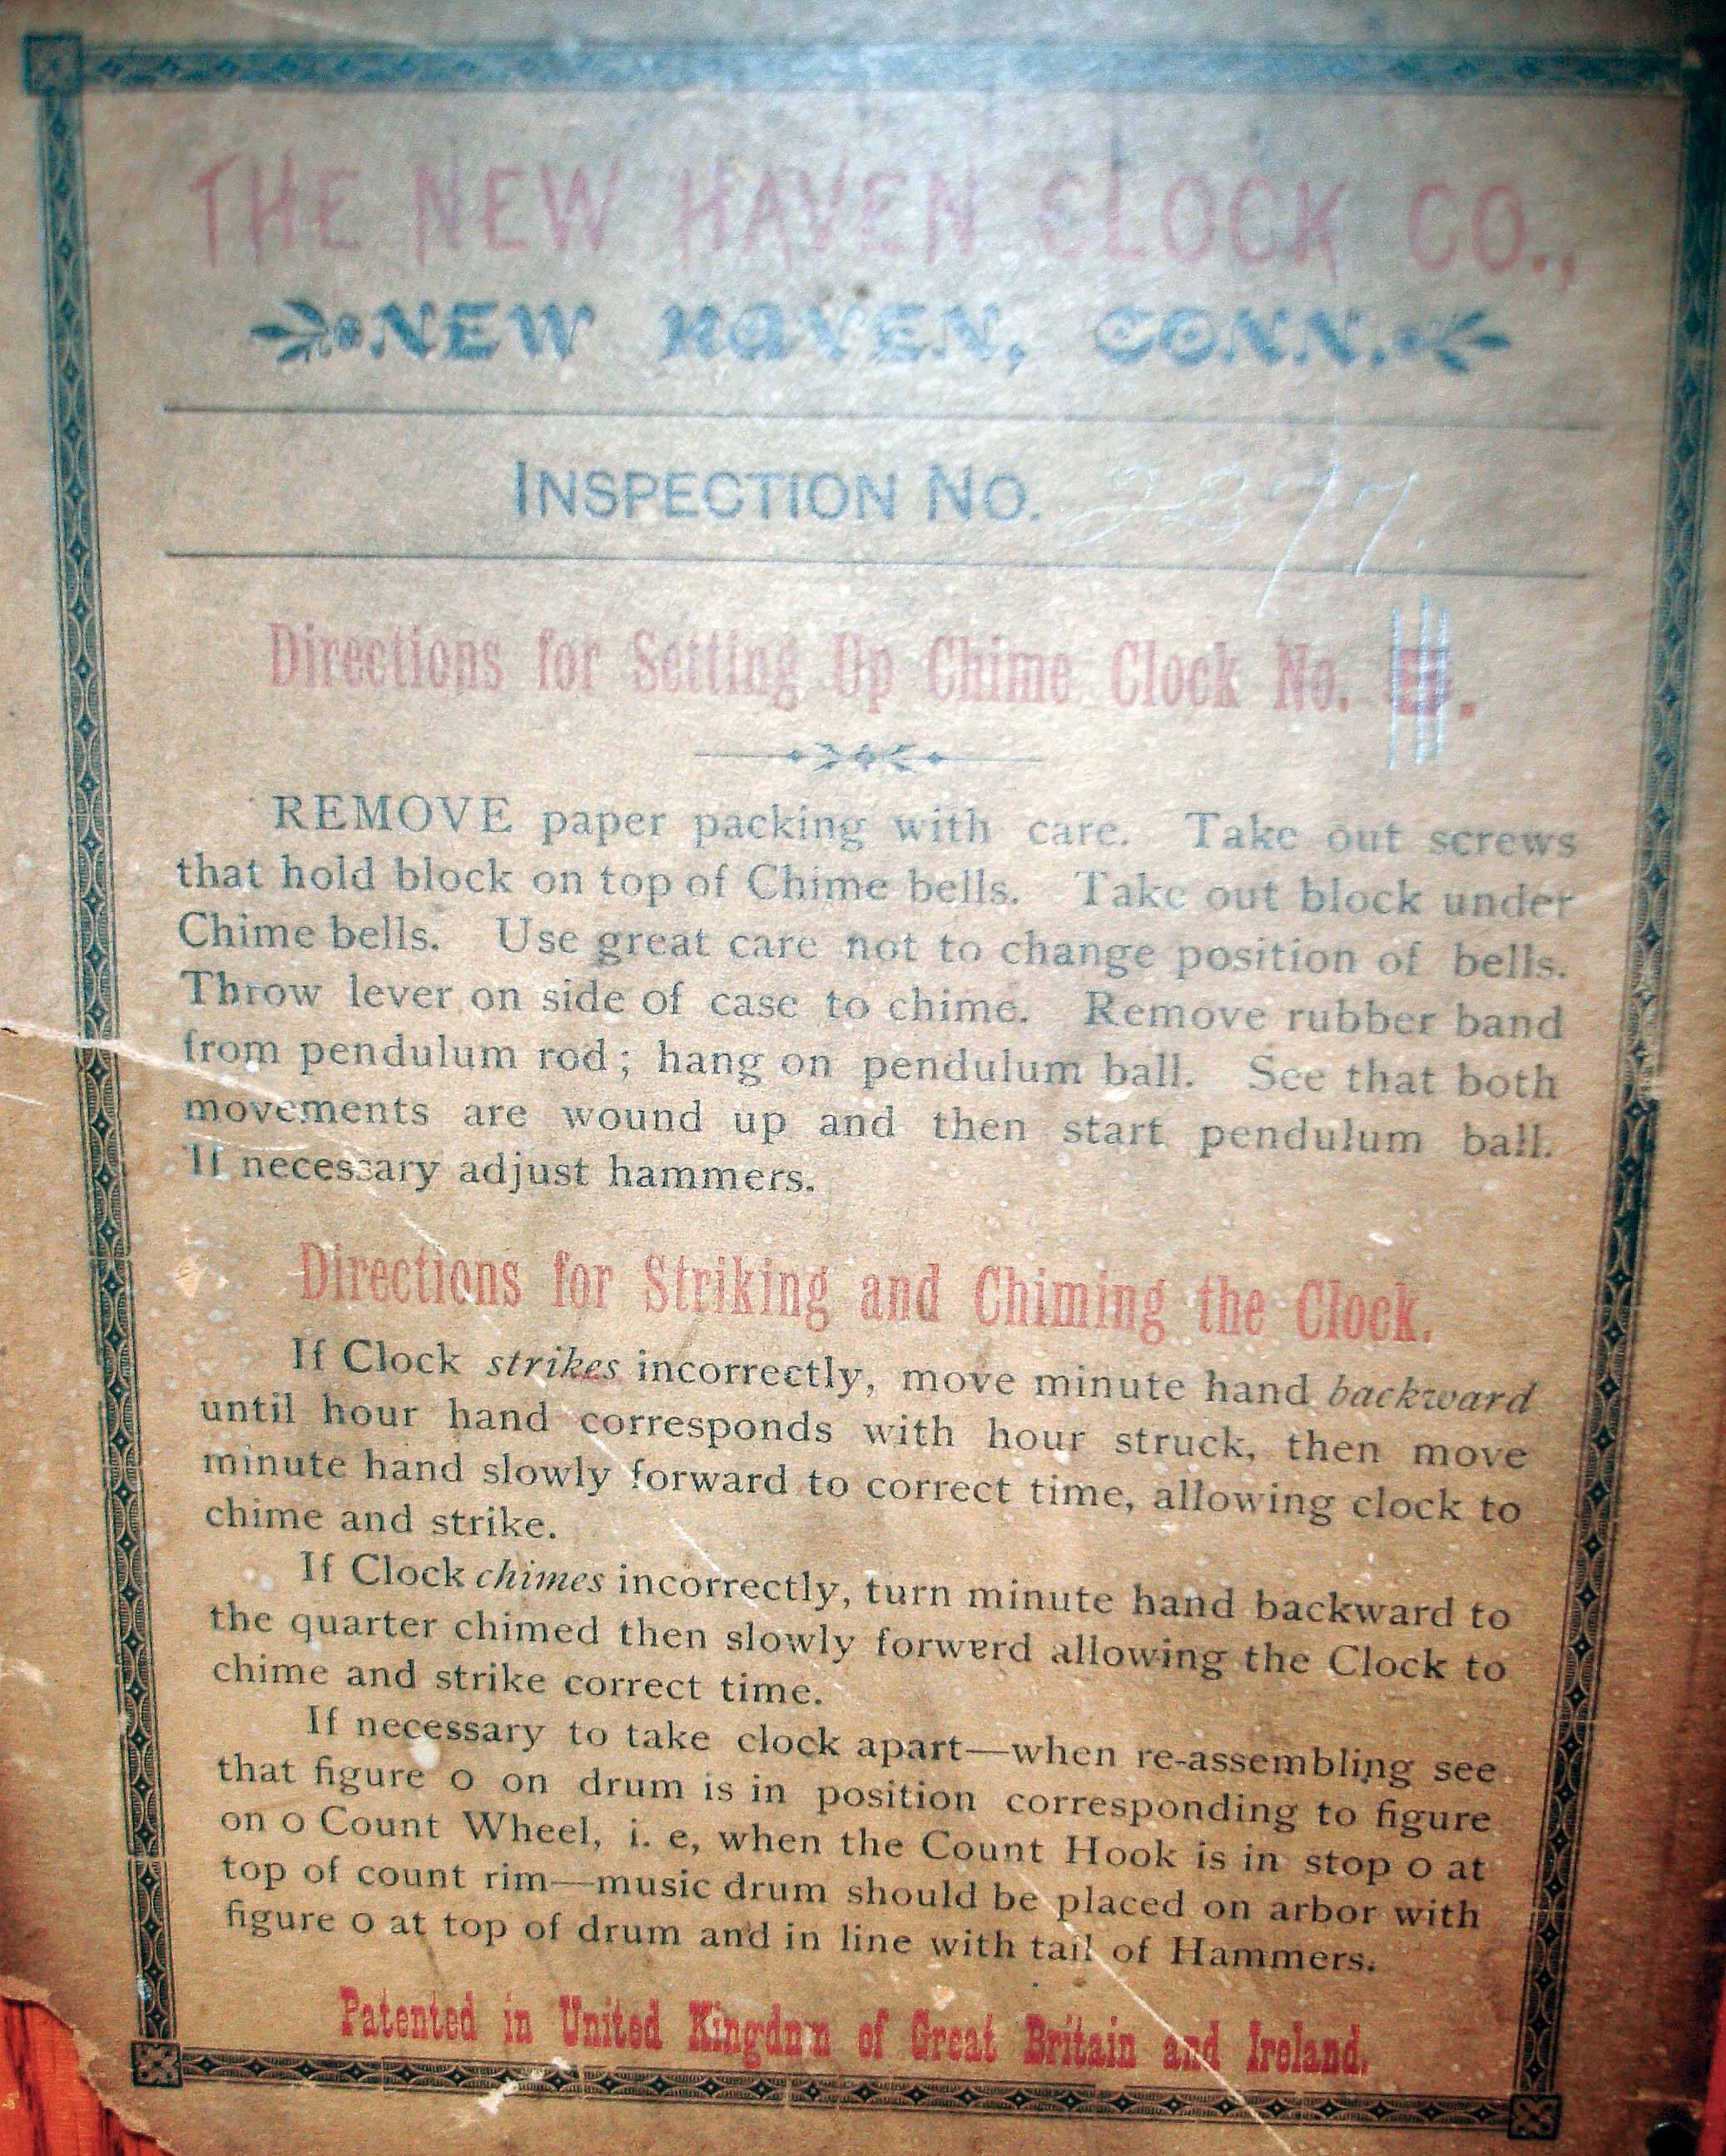 THE NEW HAVEN CLOCK CO.,
NEW HAVEN, CONN.
INSPECTION NO. 2377.
Directions for Setting Up Chime Clock No.
REMOVE paper packing with care. Take out screws
that hold block on top of Chime bells. Take out block under
Chime bells. Use great care not to change position of bells.
Throw lever on side of case to chime. Remove rubber band
from pendulum rod; hang on pendulum ball. See that both
movements are wound up and then start pendulum ball.
If necessary adjust hammers.
Directions for Striking and Chiming the Clock.
If Clock strikes incorrectly, move minute hand backward
until hour hand corresponds with hour struck, then move
minute hand slowly forward to correct time, allowing clock to
chime and strike.
If Clock chimes incorrectly, turn minute hand backward to
the quarter chimed then slowly forwerd allowing the Clock to
chime and strike correct time.
If necessary to take clock apart—when re-assembling see
that figure o on drum is in position corresponding to figure
on o Count Wheel, i. e, when the Count Hook is in stop o at
top of count rim—music drum should be placed on arbor with
figure o at top of drum and in line with tail of Hammers.
Patented in United Kingdnn of Great Britain and Ireland.